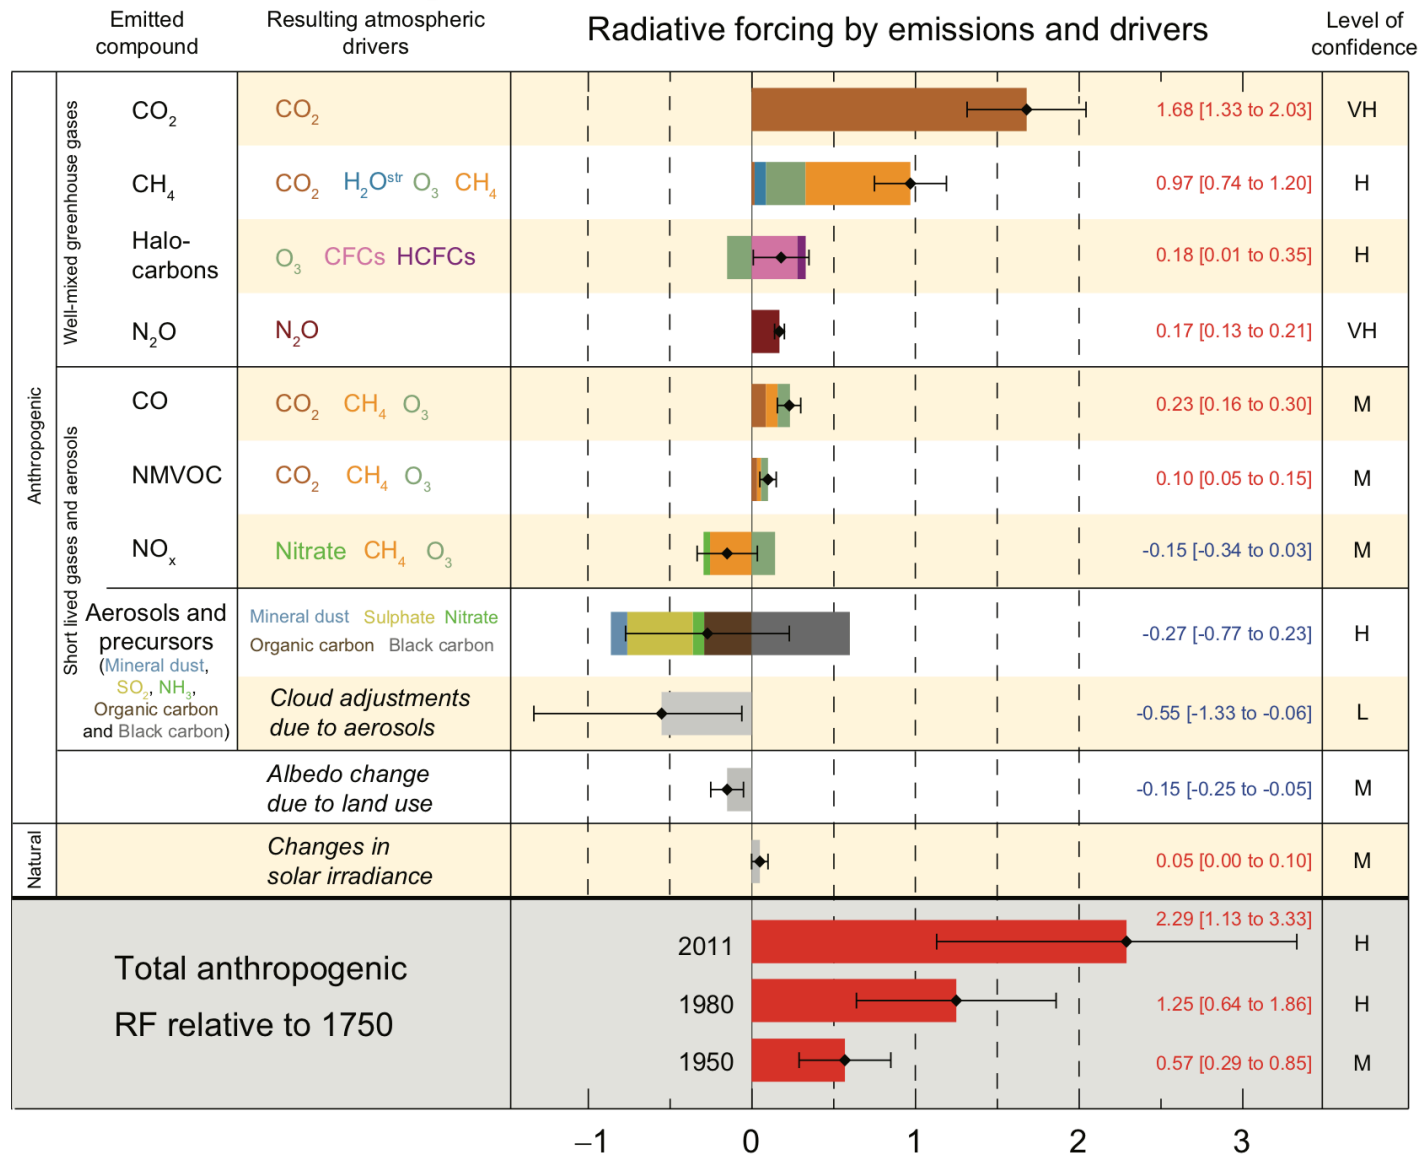 Emitted compound
Resulting atmospheric drivers
Radiative forcing by emissions and drivers
Level of confidence
Anthropogenic
Well-mixed greenhouse gases
CO2
CO2
1.68 [1.33 to 2.03]
VH
CH4
CO2 H2Ostr O3 CH4
0.97 [0.74 to 1.20]
H
Halo-
carbons
O3 CFCs HCFCs
0.18 [0.01 to 0.35]
H
N2O
N2O
0.17 [0.13 to 0.21]
VH
Short lived gases and aerosols
CO
CO2 CH4 O3
0.23 [0.16 to 0.30]
M
NMVOC
CO2 CH4 O3
0.10 [0.05 to 0.15]
M
NOx
Nitrate CH4 O3
-0.15 [-0.34 to 0.03]
M
Aerosols and
precursors
(Mineral dust,
SO2, NH3,
Organic carbon
and Black carbon)
Mineral dust Sulphate Nitrate
Organic carbon Black carbon
-0.27 [-0.77 to 0.23]
H
Cloud adjustments
due to aerosols
-0.55 [-1.33 to -0.06]
L
Albedo change
due to land use
-0.15 [-0.25 to -0.05]
M
Natural
Changes in
solar irradiance
0.05 [0.00 to 0.10]
M
Total anthropogenic
RF relative to 1750
2011
2.29 [1.13 to 3.33]
H
1980
1.25 [0.64 to 1.86]
H
1950
0.57 [0.29 to 0.85]
M
–1 0 1 2 3